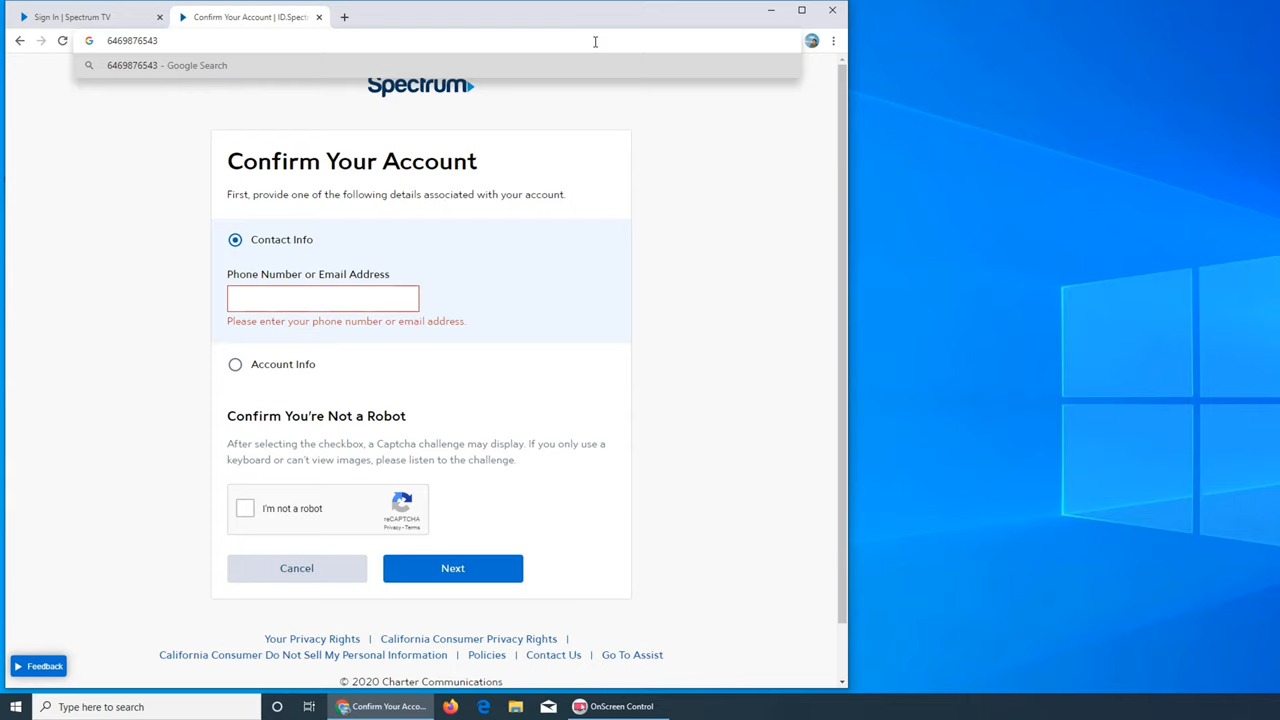 Sign In | Spectrum TV
Confirm Your Account | ID.Spect
6469876543
6469876543 - Google Search
Spectrum
Confirm Your Account
First, provide one of the following details associated with your account.
Contact Info
Phone Number or Email Address
Please enter your phone number or email address.
Account Info
Confirm You're Not a Robot
After selecting the checkbox, a Captcha challenge may display. If you only use a
keyboard or can't view images, please listen to the challenge.
I'm not a robot
reCAPTCHA
Privacy - Terms
Cancel
Next
Your Privacy Rights | California Consumer Privacy Rights |
California Consumer Do Not Sell My Personal Information | Policies | Contact Us | Go To Assist
Feedback
© 2020 Charter Communications
Type here to search
Confirm Your Acco...
OnScreen Control